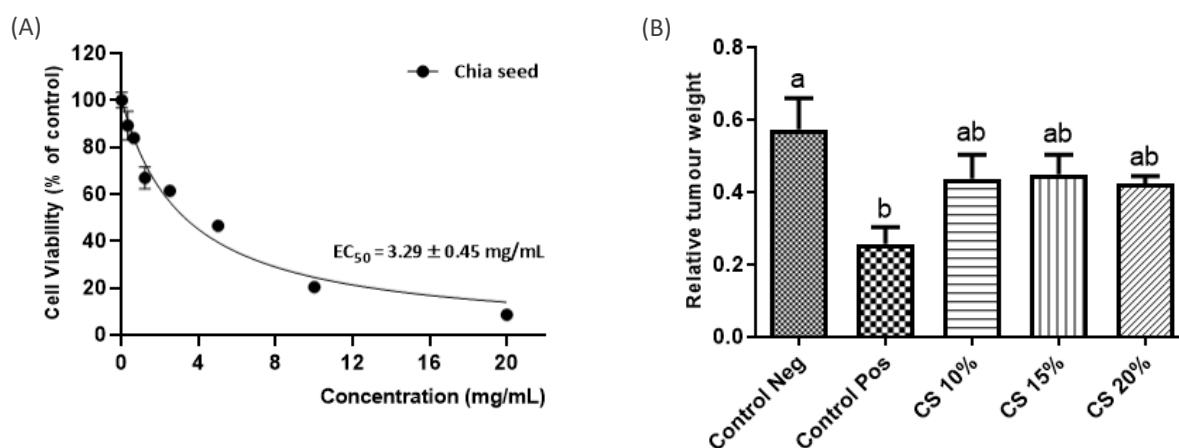 (A)
Cell Viability (% of control)
120
100
80
60
40
20
0
Chia seed
EC₅₀ = 3.29 ± 0.45 mg/mL
0 4 8 12 16 20
Concentration (mg/mL)
(B)
Relative tumour weight
0.8
0.6
0.4
0.2
0.0
a
b
ab
ab
ab
Control Neg
Control Pos
CS 10%
CS 15%
CS 20%